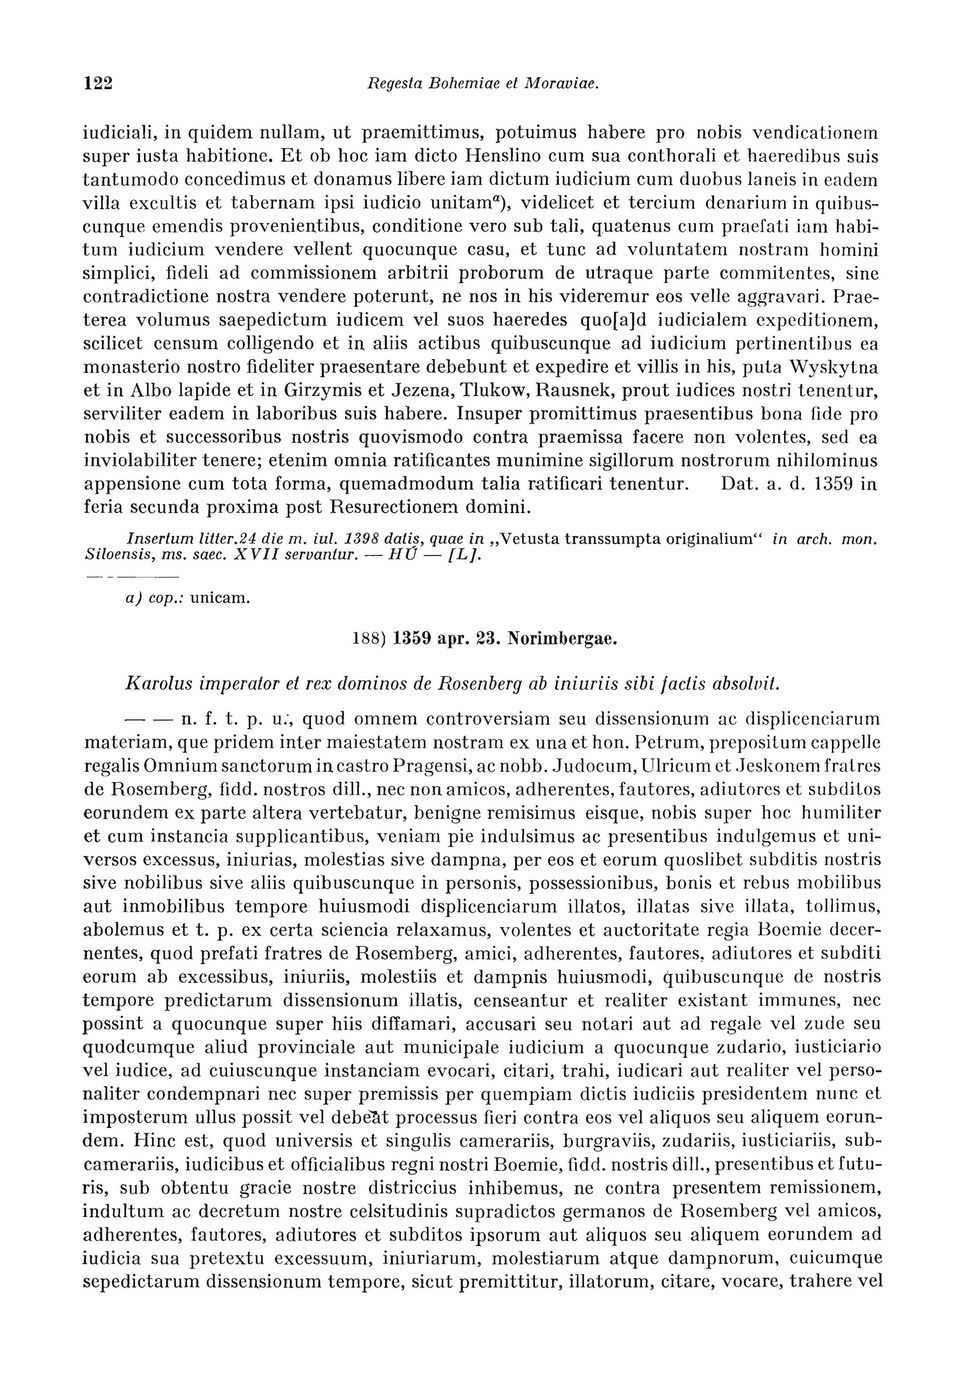 122 Regesta Bohemiae et Moraviae.
iudiciali, in quidem nullam, ut praemittimus, potuimus habere pro nobis vendicationem
super iusta habitione. Et ob hoc iam dicto Henslino cum sua conthorali et haeredibus suis
tantumodo concedimus et donamus libere iam dictum iudicium cum duobus laneis in eadem
villa excultis et tabernam ipsi iudicio unitam a), videlicet et tercium denarium in quibus-
cunque emendis provenientibus, conditione vero sub tali, quatenus cum praefati iam habi-
tum iudicium vendere vellent quocunque casu, et tunc ad voluntatem nostram homini
simplici, fideli ad commissionem arbitrii proborum de utraque parte commitentes, sine
contradictione nostra vendere poterunt, ne nos in his videremur eos velle aggravari. Prae-
terea volumus saepedictum iudicem vel suos haeredes quo[a]d iudicialem expeditionem,
scilicet censum colligendo et in aliis actibus quibuscunque ad iudicium pertinentibus ea
monasterio nostro fideliter praesentare debebunt et expedire et villis in his, puta Wyskytna
et in Albo lapide et in Girzymis et Jezena, Tlukow, Rausnek, prout iudices nostri tenentur,
serviliter eadem in laboribus suis habere. Insuper promittimus praesentibus bona fide pro
nobis et successoribus nostris quovismodo contra praemissa facere non volentes, sed ea
inviolabiliter tenere; etenim omnia ratificantes munimine sigillorum nostrorum nihilominus
appensione cum tota forma, quemadmodum talia ratificari tenentur. Dat. a. d. 1359 in
feria secunda proxima post Resurectionem domini.
Insertum litter.24 die m. iul. 1398 datis, quae in „Vetusta transsumpta originalium“ in arch. mon.
Siloensis, ms. saec. XVII servantur. — HÚ — [L].
a) cop.: unicam.
188) 1359 apr. 23. Norimbergae.
Karolus imperator et rex dominos de Rosenberg ab iniuriis sibi factis absolvit.
— — n. f. t. p. u., quod omnem controversiam seu dissensionum ac displicenciarum
materiam, que pridem inter maiestatem nostram ex una et hon. Petrum, prepositum cappelle
regalis Omnium sanctorum in castro Pragensi, ac nobb. Judocum, Ulricum et Jeskonem fratres
de Rosemberg, fidd. nostros dill., nec non amicos, adherentes, fautores, adiutores et subditos
eorundem ex parte altera vertebatur, benigne remisimus eisque, nobis super hoc humiliter
et cum instancia supplicantibus, veniam pie indulsimus ac presentibus indulgemus et uni-
versos excessus, iniurias, molestias sive dampna, per eos et eorum quoslibet subditis nostris
sive nobilibus sive aliis quibuscunque in personis, possessionibus, bonis et rebus mobilibus
aut inmobilibus tempore huiusmodi displicenciarum illatos, illatas sive illata, tollimus,
abolemus et t. p. ex certa sciencia relaxamus, volentes et auctoritate regia Boemie decer-
nentes, quod prefati fratres de Rosemberg, amici, adherentes, fautores, adiutores et subditi
eorum ab excessibus, iniuriis, molestiis et dampnis huiusmodi, quibuscunque de nostris
tempore predictarum dissensionum illatis, censeantur et realiter existant immunes, nec
possint a quocunque super hiis diffamari, accusari seu notari aut ad regale vel zude seu
quodcumque aliud provinciale aut municipale iudicium a quocunque zudario, iusticiario
vel iudice, ad cuiuscunque instanciam evocari, citari, trahi, iudicari aut realiter vel perso-
naliter condempnari nec super premissis per quempiam dictis iudiciis presidentem nunc et
imposterum ullus possit vel debeat processus fieri contra eos vel aliquos seu aliquem eorun-
dem. Hinc est, quod universis et singulis camerariis, burgraviis, zudariis, iusticiariis, sub-
camerariis, iudicibus et officialibus regni nostri Boemie, fidd. nostris dill., presentibus et futu-
ris, sub obtentu gracie nostre districcius inhibemus, ne contra presentem remissionem,
indultum ac decretum nostre celsitudinis supradictos germanos de Rosemberg vel amicos,
adherentes, fautores, adiutores et subditos ipsorum aut aliquos seu aliquem eorundem ad
iudicia sua pretextu excessuum, iniuriarum, molestiarum atque dampnorum, cuicumque
sepedictarum dissensionum tempore, sicut premittitur, illatorum, citare, vocare, trahere vel